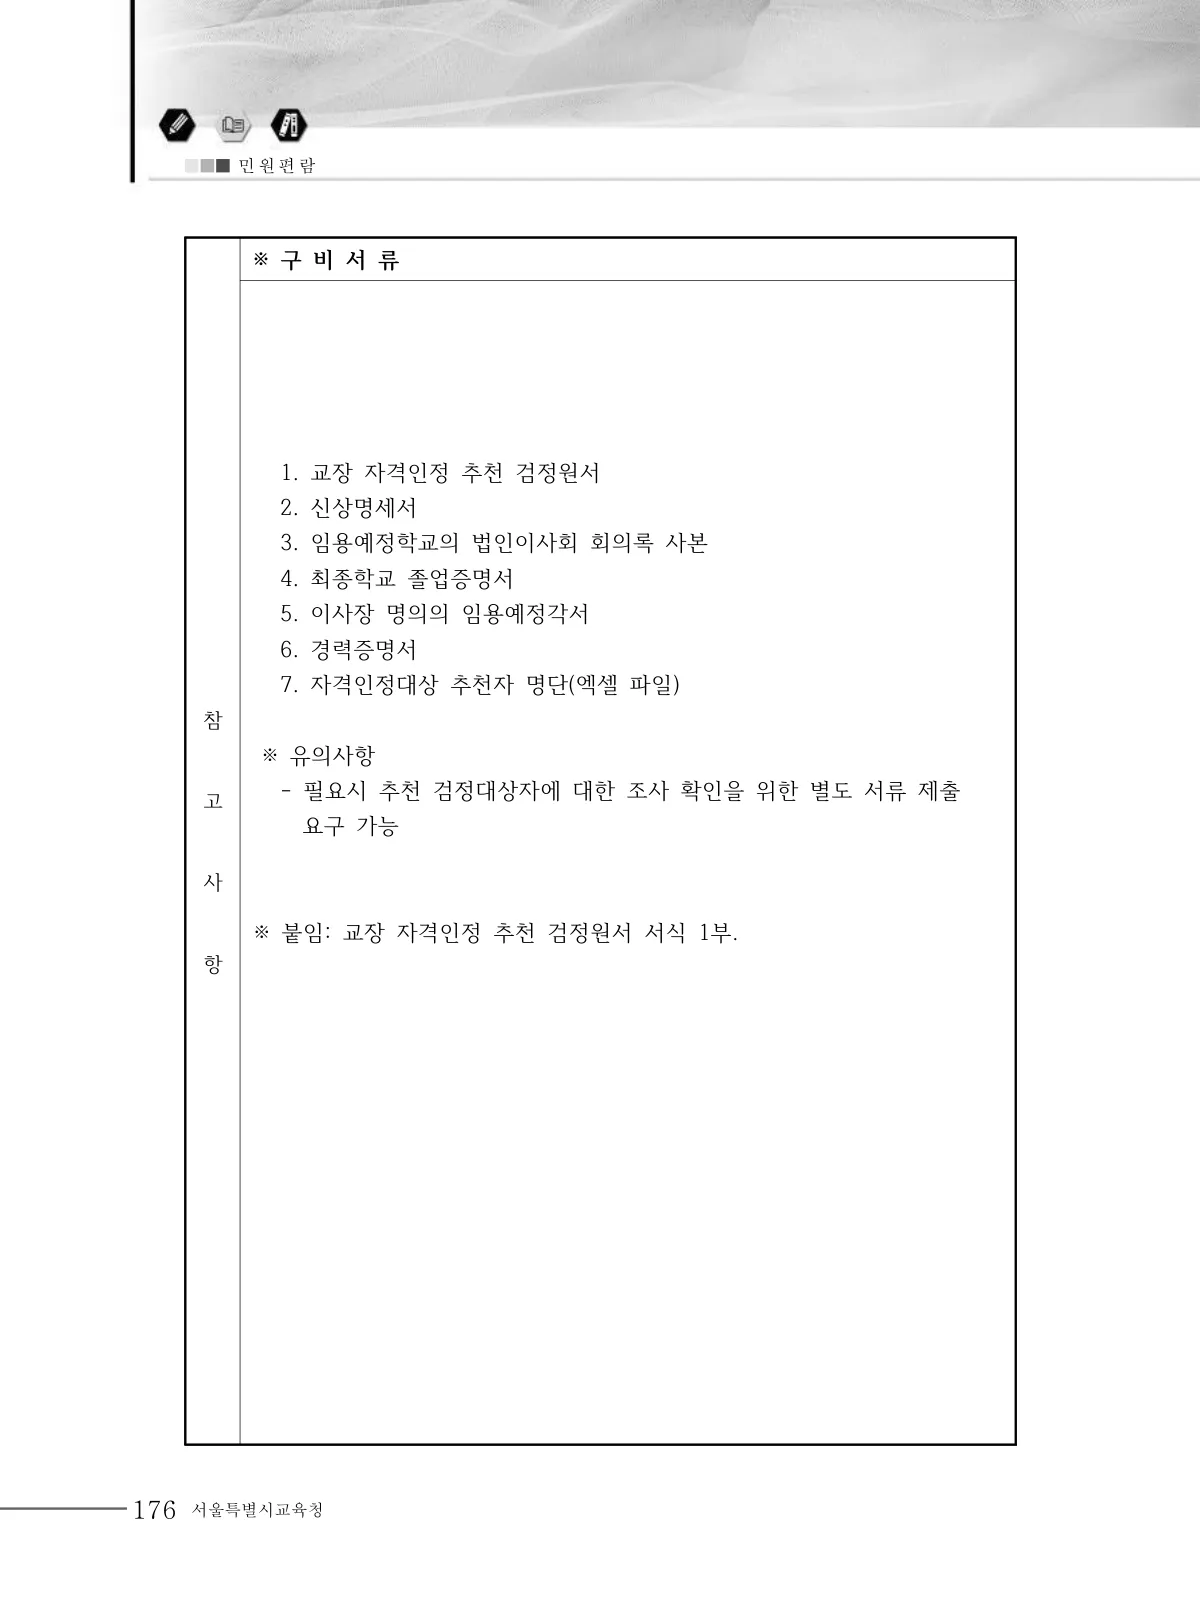 민원편람
※ 구 비 서 류
1. 교장 자격인정 추천 검정원서
2. 신상명세서
3. 임용예정학교의 법인이사회 회의록 사본
4. 최종학교 졸업증명서
5. 이사장 명의의 임용예정각서
6. 경력증명서
7. 자격인정대상 추천자 명단(엑셀 파일)
참
고
사
항
※ 유의사항
- 필요시 추천 검정대상자에 대한 조사 확인을 위한 별도 서류 제출
요구 가능
※ 붙임: 교장 자격인정 추천 검정원서 서식 1부.
176 서울특별시교육청